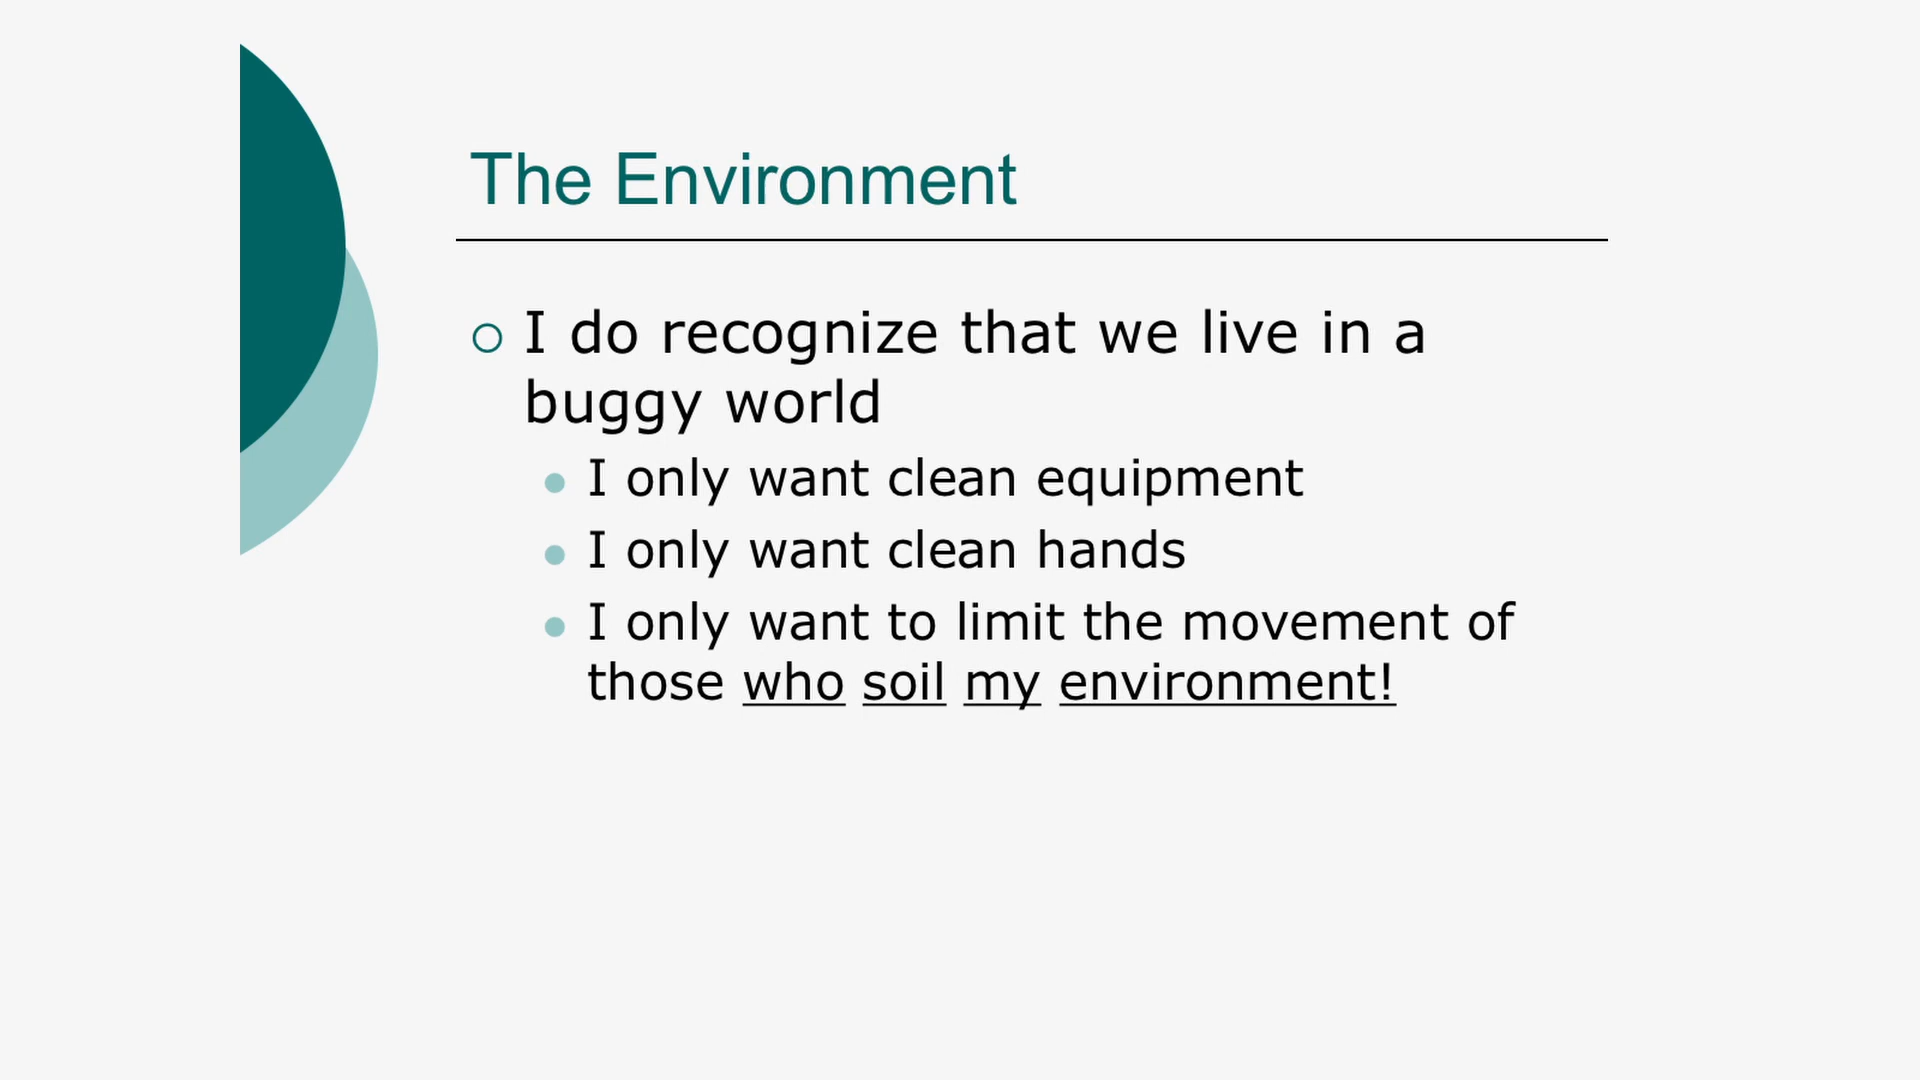 The Environment
I do recognize that we live in a
buggy world
I only want clean equipment
I only want clean hands
I only want to limit the movement of
those who soil my environment!